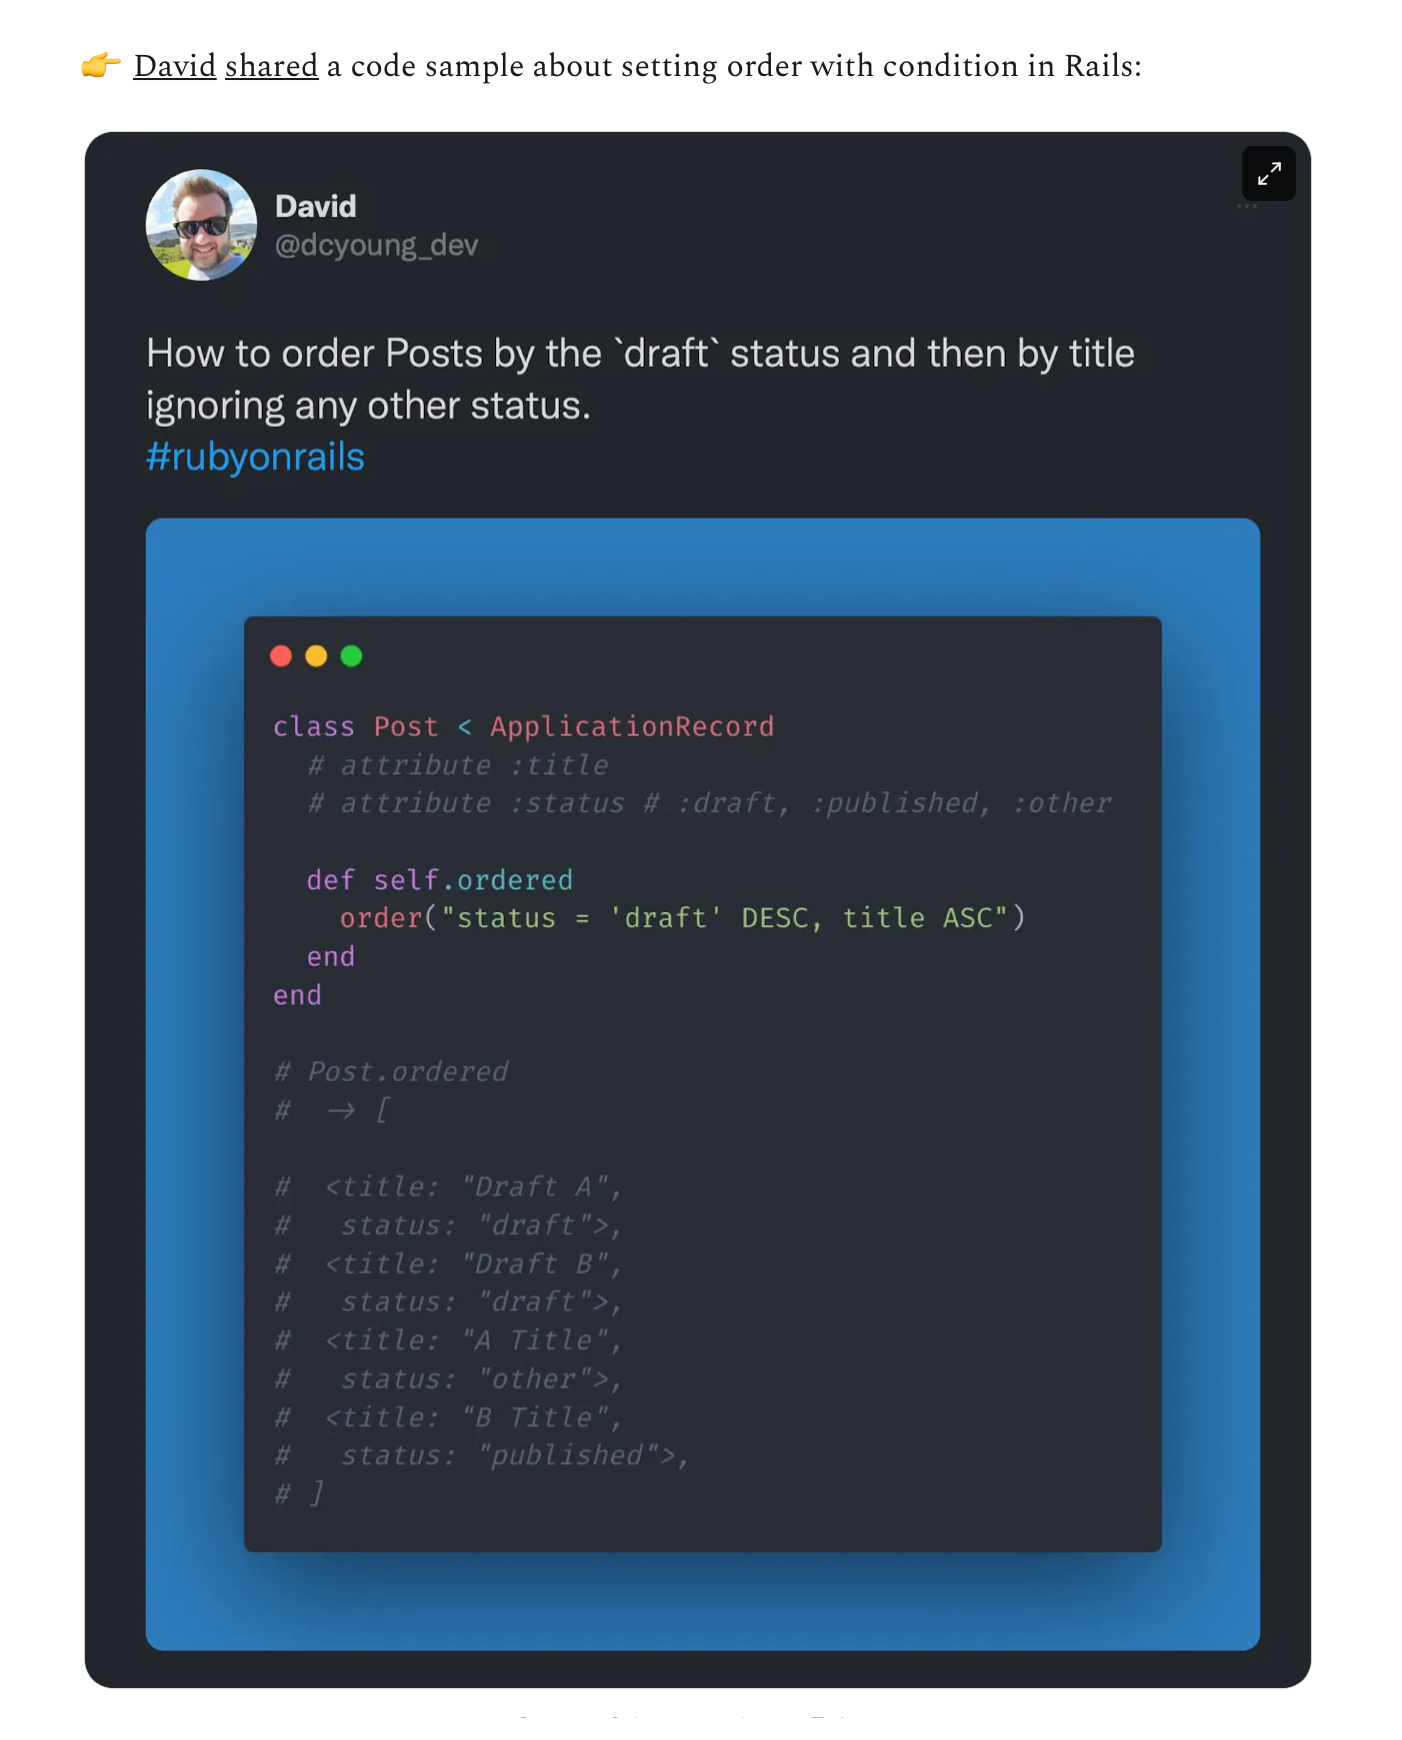 👉 David shared a code sample about setting order with condition in Rails:
David
@dcyoung_dev
How to order Posts by the `draft` status and then by title
ignoring any other status.
#rubyonrails
class Post < ApplicationRecord
  # attribute :title
  # attribute :status # :draft, :published, :other

  def self.ordered
    order("status = 'draft' DESC, title ASC")
  end
end

# Post.ordered
#  -> [

#  <title: "Draft A",
#   status: "draft">,
#  <title: "Draft B",
#   status: "draft">,
#  <title: "A Title",
#   status: "other">,
#  <title: "B Title",
#   status: "published">,
# ]